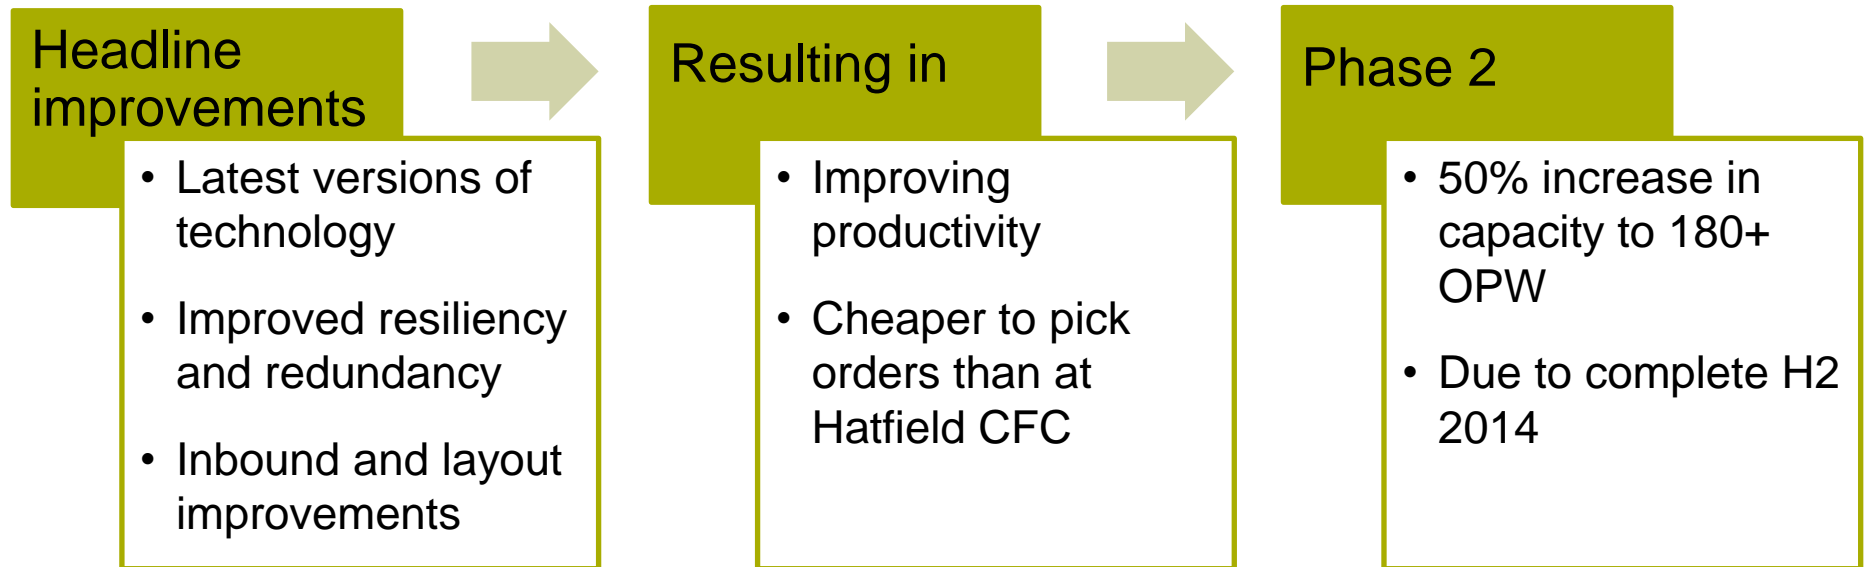 Headline
improvements
• Latest versions of
technology
• Improved resiliency
and redundancy
• Inbound and layout
improvements
Resulting in
• Improving
productivity
• Cheaper to pick
orders than at
Hatfield CFC
Phase 2
• 50% increase in
capacity to 180+
OPW
• Due to complete H2
2014